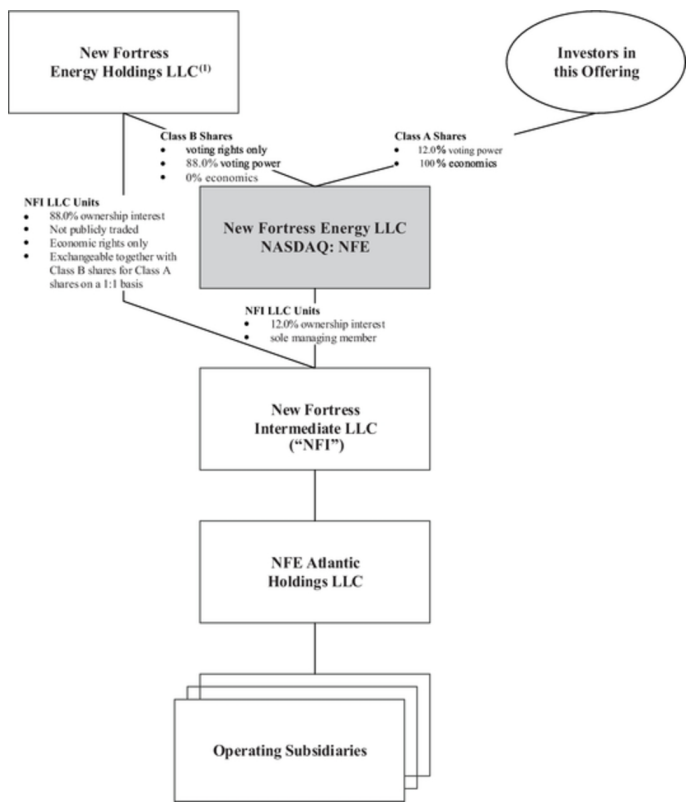 New Fortress
Energy Holdings LLC(1)
Investors in
this Offering
Class B Shares
• voting rights only
• 88.0% voting power
• 0% economics
Class A Shares
• 12.0% voting power
• 100% economics
NFI LLC Units
• 88.0% ownership interest
• Not publicly traded
• Economic rights only
• Exchangeable together with
Class B shares for Class A
shares on a 1:1 basis
New Fortress Energy LLC
NASDAQ: NFE
NFI LLC Units
• 12.0% ownership interest
• sole managing member
New Fortress
Intermediate LLC
(“NFI”)
NFE Atlantic
Holdings LLC
Operating Subsidiaries